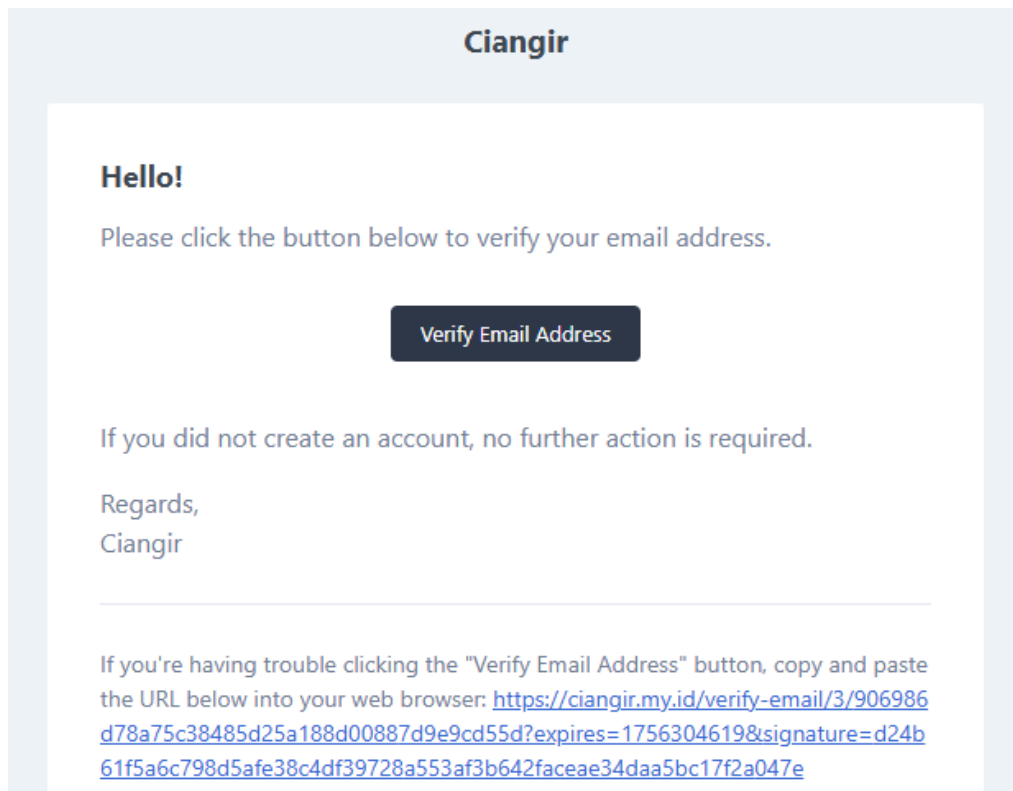 Ciangir
Hello!
Please click the button below to verify your email address.
Verify Email Address
If you did not create an account, no further action is required.
Regards,
Ciangir
If you're having trouble clicking the "Verify Email Address" button, copy and paste
the URL below into your web browser: https://ciangir.my.id/verify-email/3/906986
d78a75c38485d25a188d00887d9e9cd55d?expires=1756304619&signature=d24b
61f5a6c798d5afe38c4df39728a553af3b642faceae34daa5bc17f2a047e